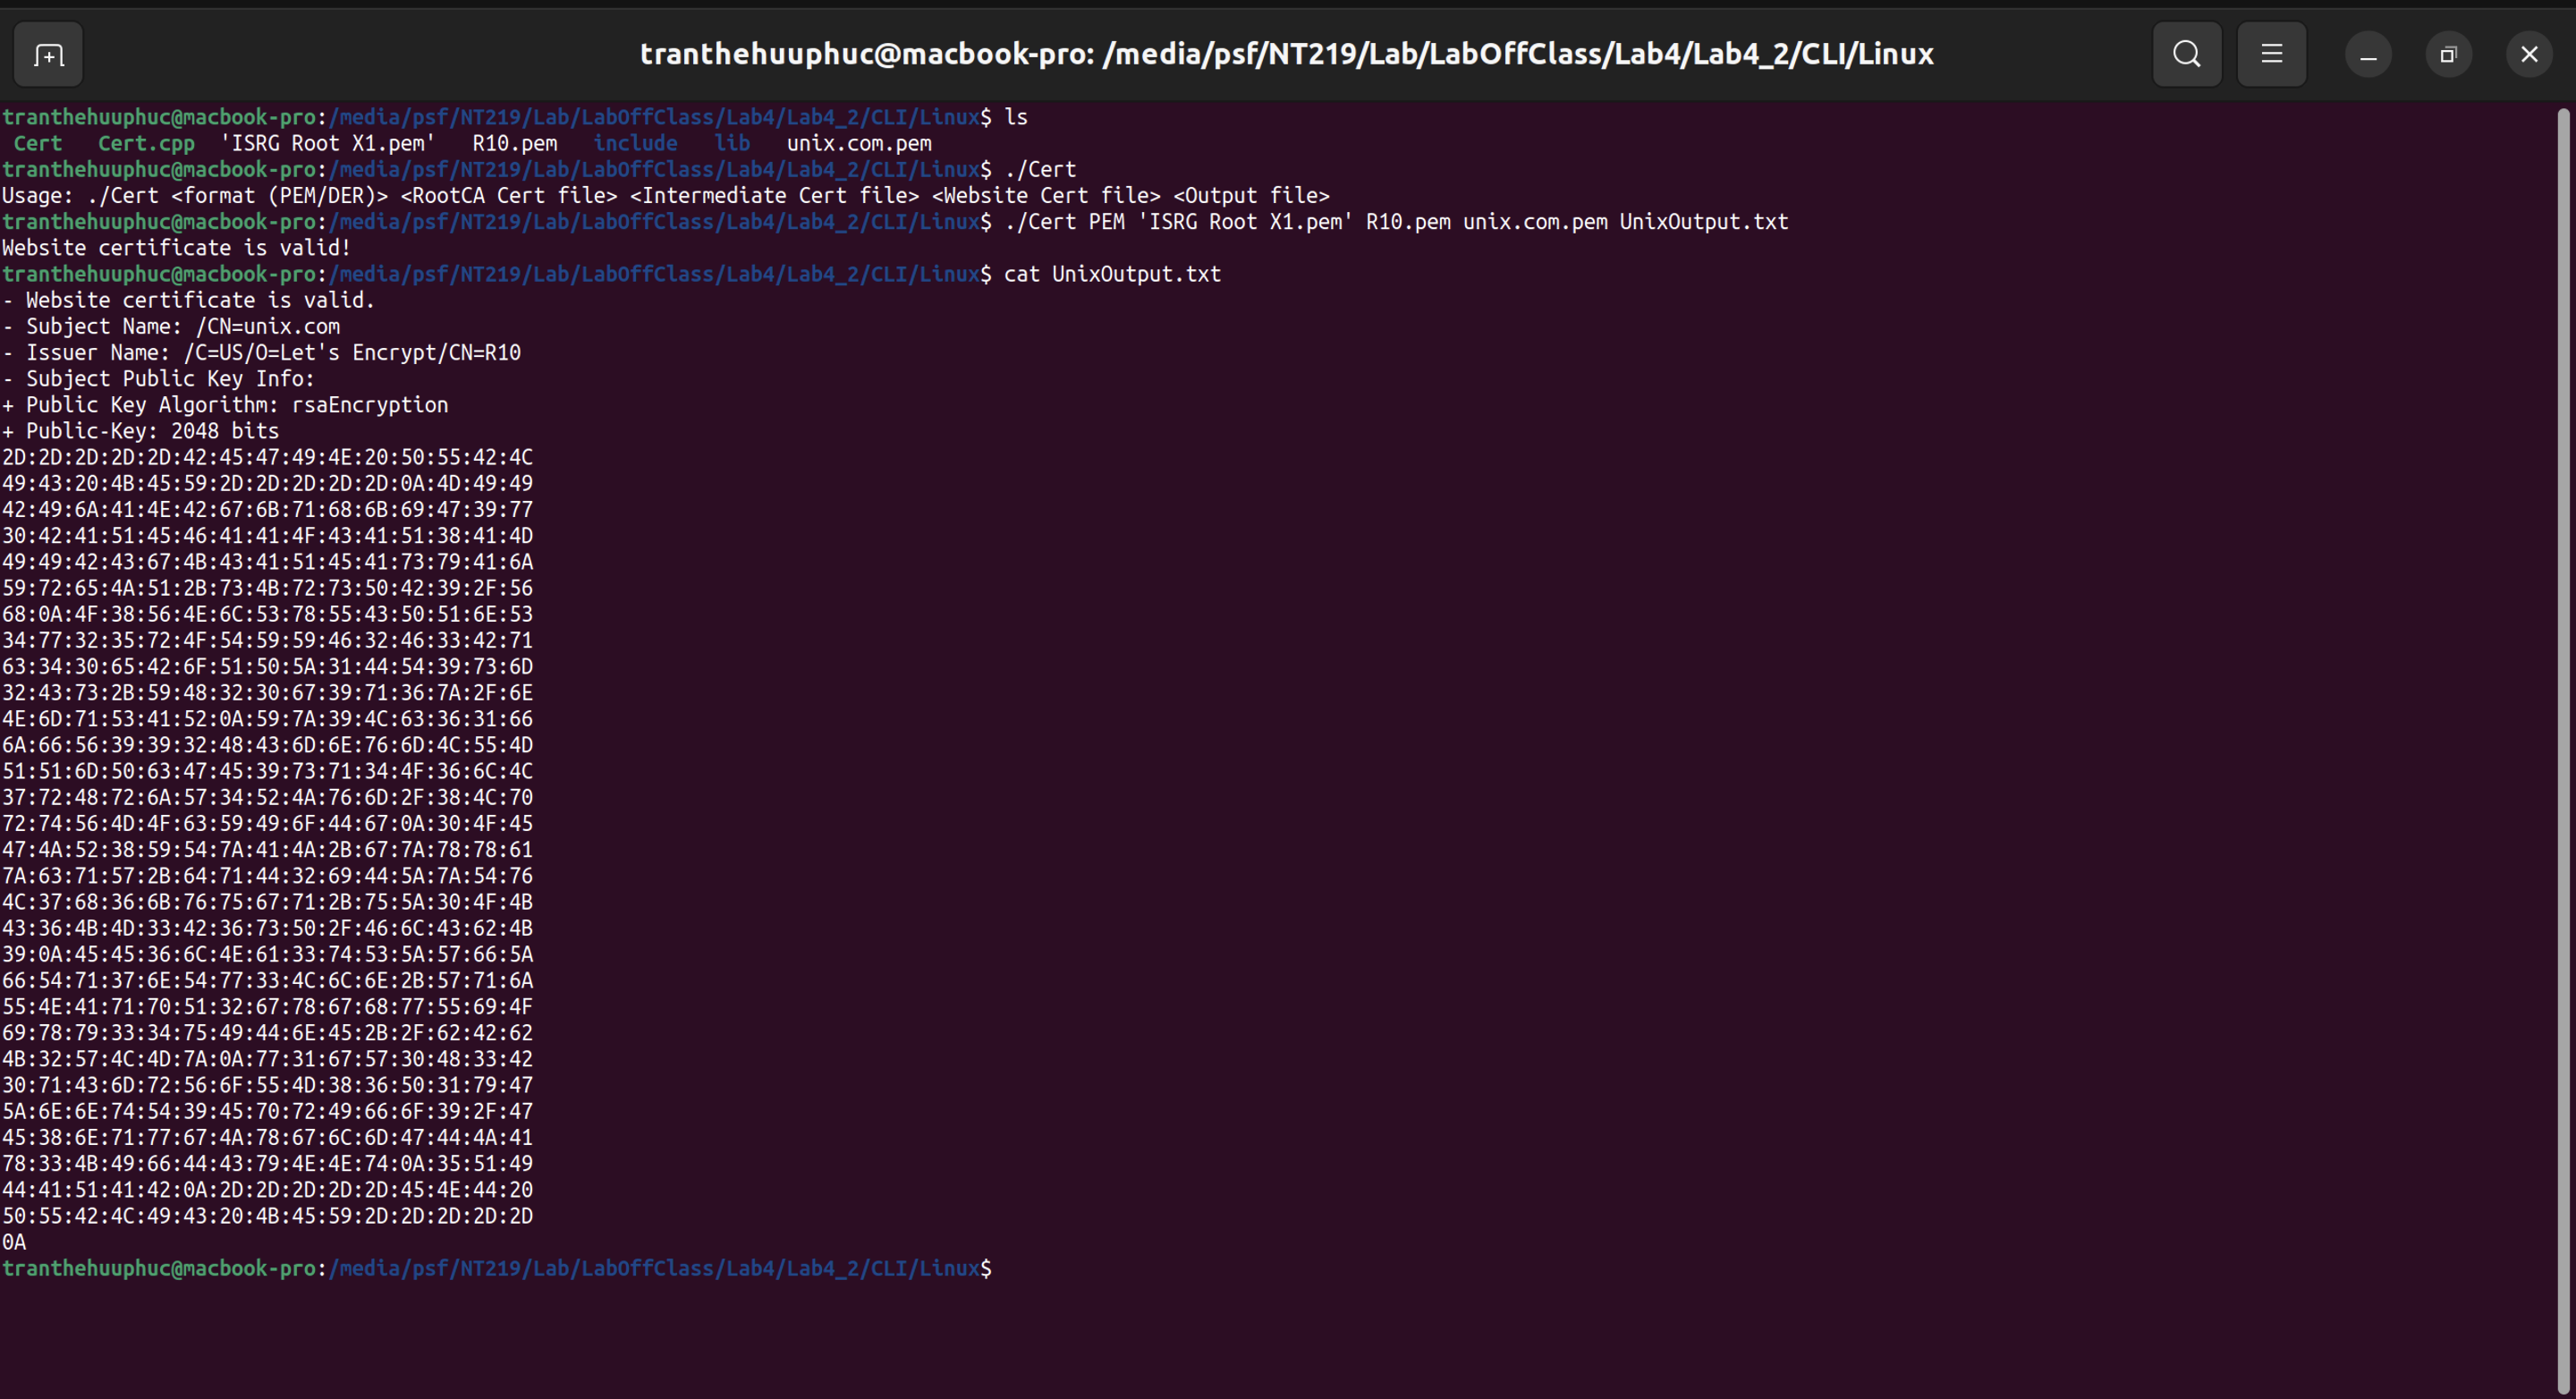 tranthehuuphuc@macbook-pro: /media/psf/NT219/Lab/LabOffClass/Lab4/Lab4_2/CLI/Linux
tranthehuuphuc@macbook-pro:/media/psf/NT219/Lab/LabOffClass/Lab4/Lab4_2/CLI/Linux$ ls
Cert   Cert.cpp  'ISRG Root X1.pem'   R10.pem   include   lib   unix.com.pem
tranthehuuphuc@macbook-pro:/media/psf/NT219/Lab/LabOffClass/Lab4/Lab4_2/CLI/Linux$ ./Cert
Usage: ./Cert <format (PEM/DER)> <RootCA Cert file> <Intermediate Cert file> <Website Cert file> <Output file>
tranthehuuphuc@macbook-pro:/media/psf/NT219/Lab/LabOffClass/Lab4/Lab4_2/CLI/Linux$ ./Cert PEM 'ISRG Root X1.pem' R10.pem unix.com.pem UnixOutput.txt
Website certificate is valid!
tranthehuuphuc@macbook-pro:/media/psf/NT219/Lab/LabOffClass/Lab4/Lab4_2/CLI/Linux$ cat UnixOutput.txt
- Website certificate is valid.
- Subject Name: /CN=unix.com
- Issuer Name: /C=US/O=Let's Encrypt/CN=R10
- Subject Public Key Info:
+ Public Key Algorithm: rsaEncryption
+ Public-Key: 2048 bits
2D:2D:2D:2D:2D:42:45:47:49:4E:20:50:55:42:4C
49:43:20:4B:45:59:2D:2D:2D:2D:2D:0A:4D:49:49
42:49:6A:41:4E:42:67:6B:71:68:6B:69:47:39:77
30:42:41:51:45:46:41:41:4F:43:41:51:38:41:4D
49:49:42:43:67:4B:43:41:51:45:41:73:79:41:6A
59:72:65:4A:51:2B:73:4B:72:73:50:42:39:2F:56
68:0A:4F:38:56:4E:6C:53:78:55:43:50:51:6E:53
34:77:32:35:72:4F:54:59:59:46:32:46:33:42:71
63:34:30:65:42:6F:51:50:5A:31:44:54:39:73:6D
32:43:73:2B:59:48:32:30:67:39:71:36:7A:2F:6E
4E:6D:71:53:41:52:0A:59:7A:39:4C:63:36:31:66
6A:66:56:39:39:32:48:43:6D:6E:76:6D:4C:55:4D
51:51:6D:50:63:47:45:39:73:71:34:4F:36:6C:4C
37:72:48:72:6A:57:34:52:4A:76:6D:2F:38:4C:70
72:74:56:4D:4F:63:59:49:6F:44:67:0A:30:4F:45
47:4A:52:38:59:54:7A:41:4A:2B:67:7A:78:78:61
7A:63:71:57:2B:64:71:44:32:69:44:5A:7A:54:76
4C:37:68:36:6B:76:75:67:71:2B:75:5A:30:4F:4B
43:36:4B:4D:33:42:36:73:50:2F:46:6C:43:62:4B
39:0A:45:45:36:6C:4E:61:33:74:53:5A:57:66:5A
66:54:71:37:6E:54:77:33:4C:6C:6E:2B:57:71:6A
55:4E:41:71:70:51:32:67:78:67:68:77:55:69:4F
69:78:79:33:34:75:49:44:6E:45:2B:2F:62:42:62
4B:32:57:4C:4D:7A:0A:77:31:67:57:30:48:33:42
30:71:43:6D:72:56:6F:55:4D:38:36:50:31:79:47
5A:6E:6E:74:54:39:45:70:72:49:66:6F:39:2F:47
45:38:6E:71:77:67:4A:78:67:6C:6D:47:44:4A:41
78:33:4B:49:66:44:43:79:4E:4E:74:0A:35:51:49
44:41:51:41:42:0A:2D:2D:2D:2D:2D:45:4E:44:20
50:55:42:4C:49:43:20:4B:45:59:2D:2D:2D:2D:2D
0A
tranthehuuphuc@macbook-pro:/media/psf/NT219/Lab/LabOffClass/Lab4/Lab4_2/CLI/Linux$